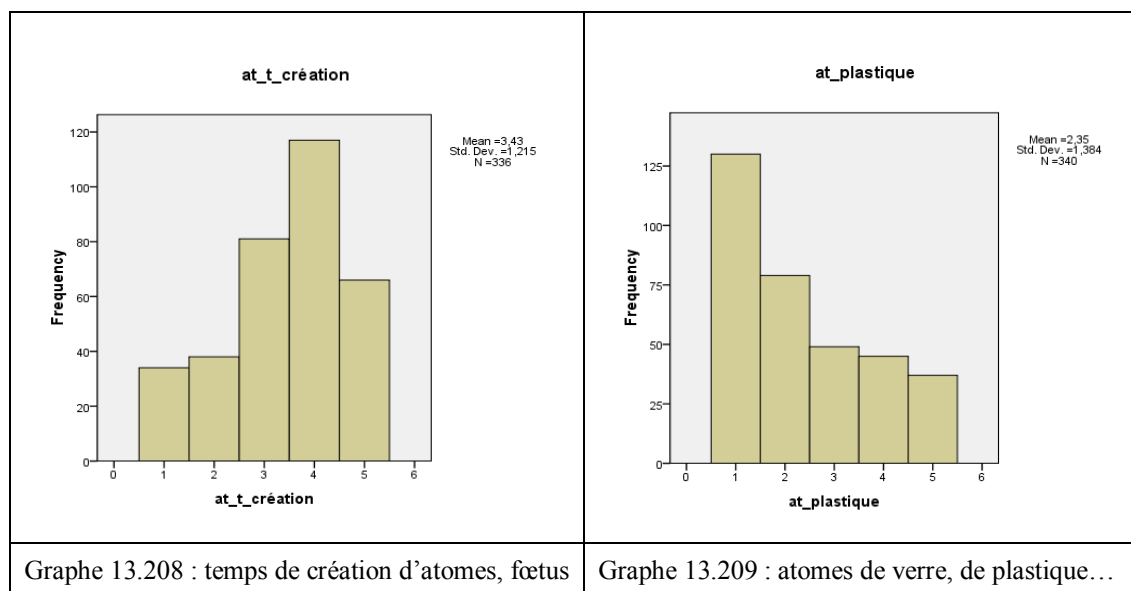 at_t_création
Mean =3,43
Std. Dev. =1,215
N =336
120
100
80
60
40
20
0
Frequency
0 1 2 3 4 5 6
at_t_création
Graphe 13.208 : temps de création d’atomes, fœtus
at_plastique
Mean =2,35
Std. Dev. =1,384
N =340
125
100
75
50
25
0
Frequency
0 1 2 3 4 5 6
at_plastique
Graphe 13.209 : atomes de verre, de plastique…